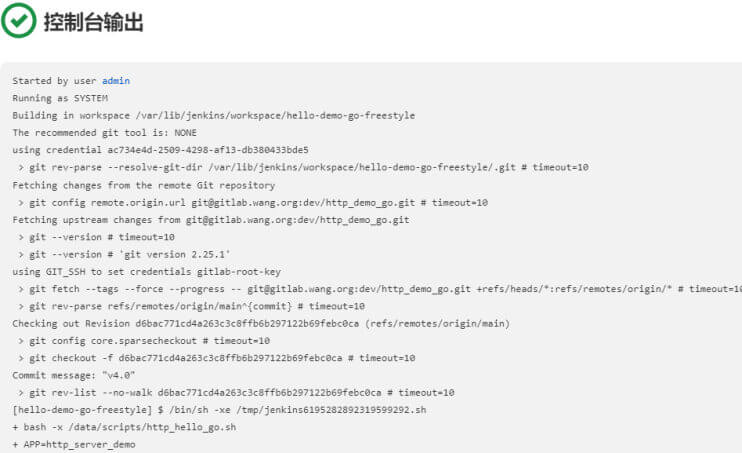 控制台输出
Started by user admin
Running as SYSTEM
Building in workspace /var/lib/jenkins/workspace/hello-demo-go-freestyle
The recommended git tool is: NONE
using credential ac734e4d-2509-4298-af13-db380433bde5
> git rev-parse --resolve-git-dir /var/lib/jenkins/workspace/hello-demo-go-freestyle/.git # timeout=10
Fetching changes from the remote Git repository
> git config remote.origin.url git@gitlab.wang.org:dev/http_demo_go.git # timeout=10
Fetching upstream changes from git@gitlab.wang.org:dev/http_demo_go.git
> git --version # timeout=10
> git --version # 'git version 2.25.1'
using GIT_SSH to set credentials gitlab-root-key
> git fetch --tags --force --progress -- git@gitlab.wang.org:dev/http_demo_go.git +refs/heads/*:refs/remotes/origin/* # timeout=10
> git rev-parse refs/remotes/origin/main^{commit} # timeout=10
Checking out Revision d6bac771cd4a263c3c8ffb6b297122b69febc0ca (refs/remotes/origin/main)
> git config core.sparsecheckout # timeout=10
> git checkout -f d6bac771cd4a263c3c8ffb6b297122b69febc0ca # timeout=10
Commit message: "v4.0"
> git rev-list --no-walk d6bac771cd4a263c3c8ffb6b297122b69febc0ca # timeout=10
[hello-demo-go-freestyle] $ /bin/sh -xe /tmp/jenkins6195282892319599292.sh
+ bash -x /data/scripts/http_hello_go.sh
+ APP=http_server_demo